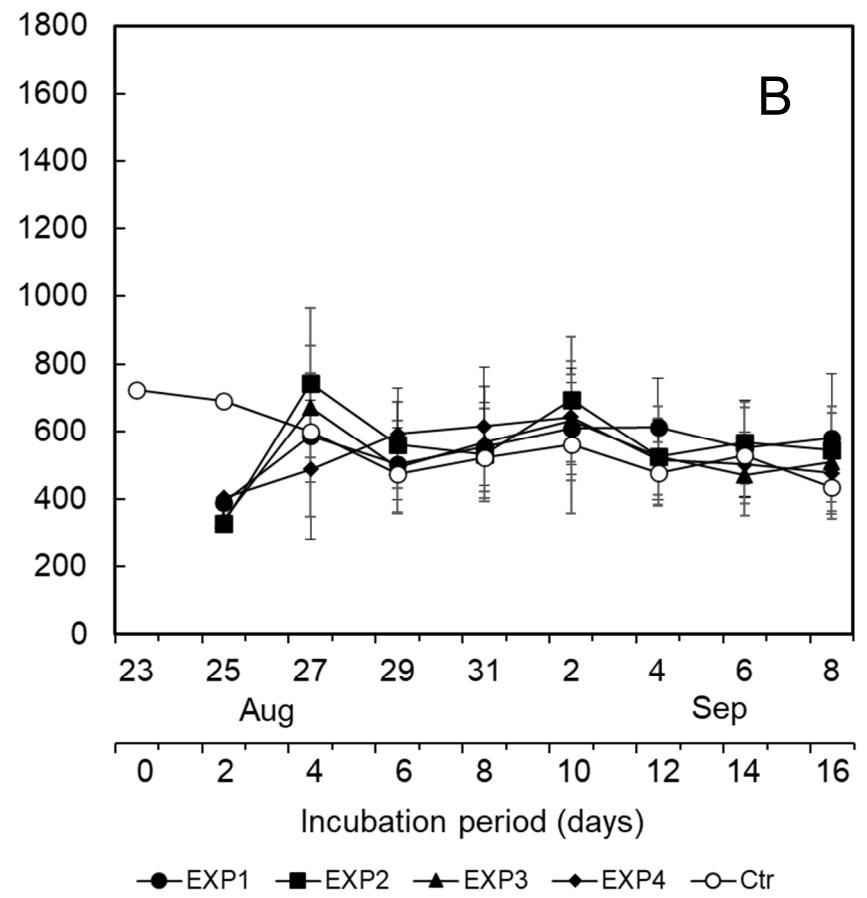 1800
B
1600
1400
1200
1000
800
600
400
200
0
23 25 27 29 31 2 4 6 8
Aug Sep
0 2 4 6 8 10 12 14 16
Incubation period (days)
EXP1 EXP2 EXP3 EXP4 Ctr